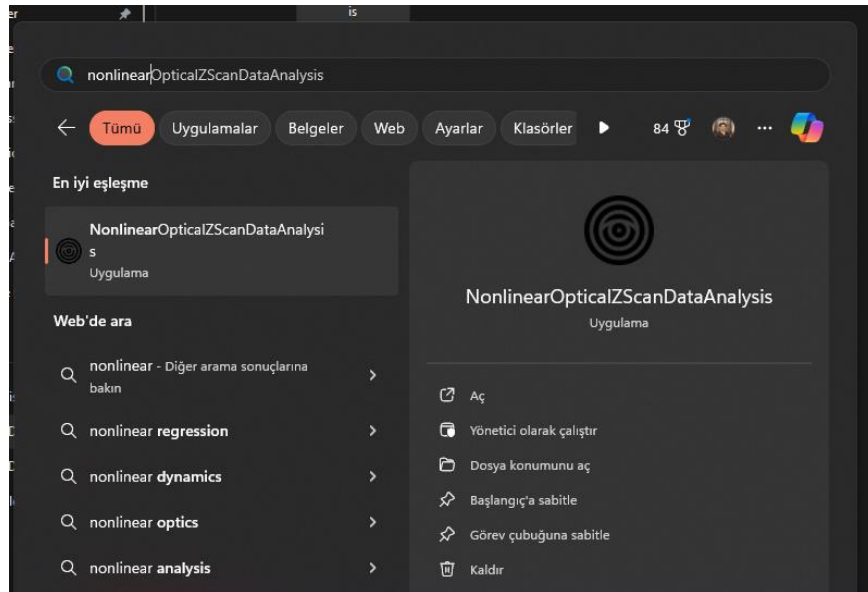 is
nonlinearOpticalZScanDataAnalysis
Tümü
Uygulamalar
Belgeler
Web
Ayarlar
Klasörler
84
En iyi eşleşme
NonlinearOpticalZScanDataAnalysi
s
Uygulama
Web'de ara
nonlinear - Diğer arama sonuçlarına
bakın
nonlinear regression
nonlinear dynamics
nonlinear optics
nonlinear analysis
NonlinearOpticalZScanDataAnalysis
Uygulama
Aç
Yönetici olarak çalıştır
Dosya konumunu aç
Başlangıç'a sabitle
Görev çubuğuna sabitle
Kaldır